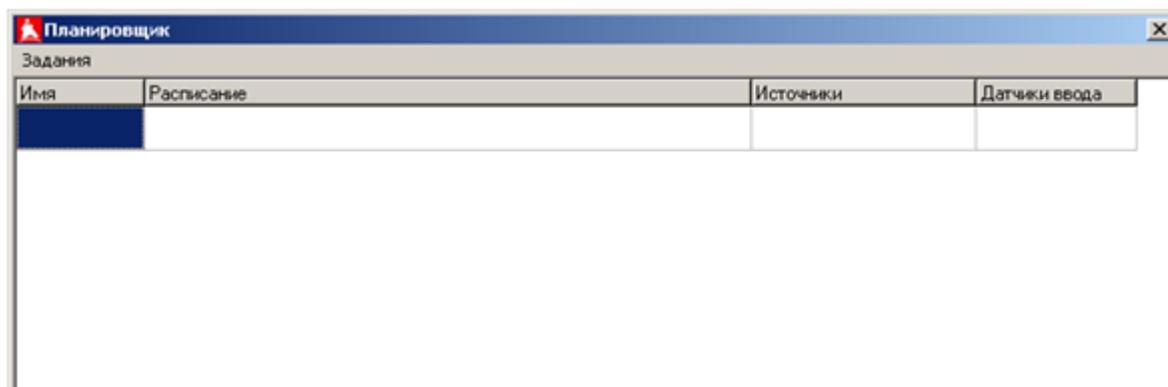 Планировщик
Задания
Имя Расписание Источники Датчики ввода